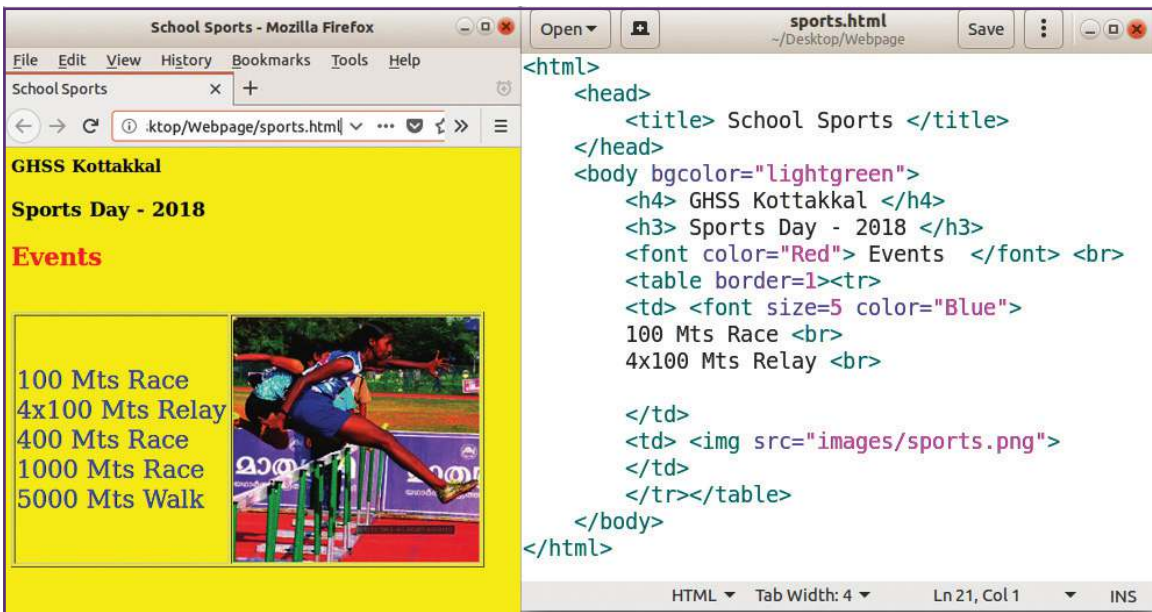 School Sports - Mozilla Firefox
File Edit View History Bookmarks Tools Help
School Sports × +
:ktop/Webpage/sports.html
GHSS Kottakkal
Sports Day - 2018
Events
100 Mts Race
4x100 Mts Relay
400 Mts Race
1000 Mts Race
5000 Mts Walk
Open
sports.html
~/Desktop/Webpage
Save
<html>
<head>
<title> School Sports </title>
</head>
<body bgcolor="lightgreen">
<h4> GHSS Kottakkal </h4>
<h3> Sports Day - 2018 </h3>
<font color="Red"> Events  </font> <br>
<table border=1><tr>
<td> <font size=5 color="Blue">
100 Mts Race <br>
4x100 Mts Relay <br>
</td>
<td> <img src="images/sports.png">
</td>
</tr></table>
</body>
</html>
HTML Tab Width: 4 Ln 21, Col 1 INS